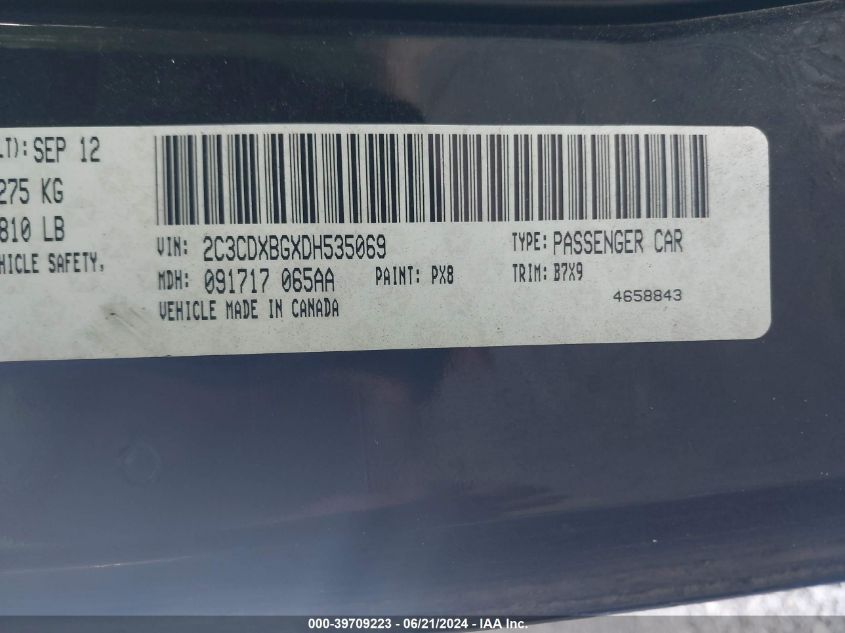 LT): SEP 12
275 KG
810 LB
HICLE SAFETY,
VIN: 2C3CDXBGXDH535069
TYPE: PASSENGER CAR
MDH: 091717 065AA
PAINT: PX8
TRIM: B7X9
VEHICLE MADE IN CANADA
4658843
000-39709223 - 06/21/2024 - IAA Inc.